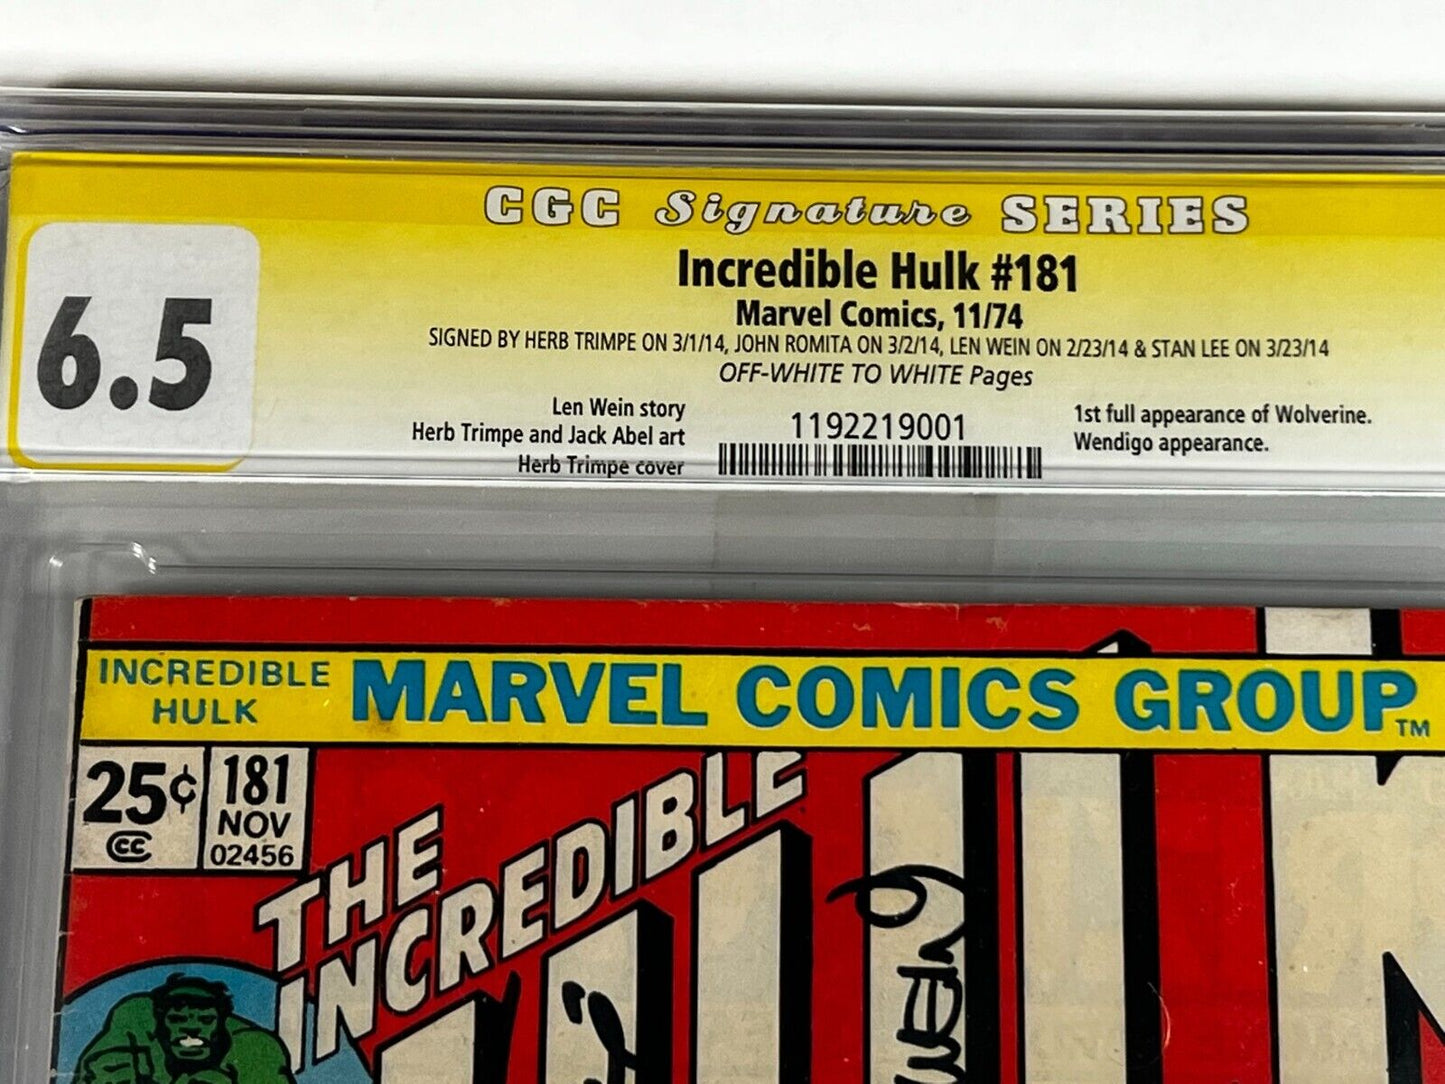 CGC Signature SERIES
6.5
Incredible Hulk #181
Marvel Comics, 11/74
SIGNED BY HERB TRIMPE ON 3/1/14, JOHN ROMITA ON 3/2/14, LEN WEIN ON 2/23/14 & STAN LEE ON 3/23/14
OFF-WHITE TO WHITE Pages
Len Wein story
Herb Trimpe and Jack Abel art
Herb Trimpe cover
1192219001
1st full appearance of Wolverine.
Wendigo appearance.
INCREDIBLE
HULK
MARVEL COMICS GROUP™
25¢
CC
181
NOV
02456
THE
INCREDIBLE
WEIN